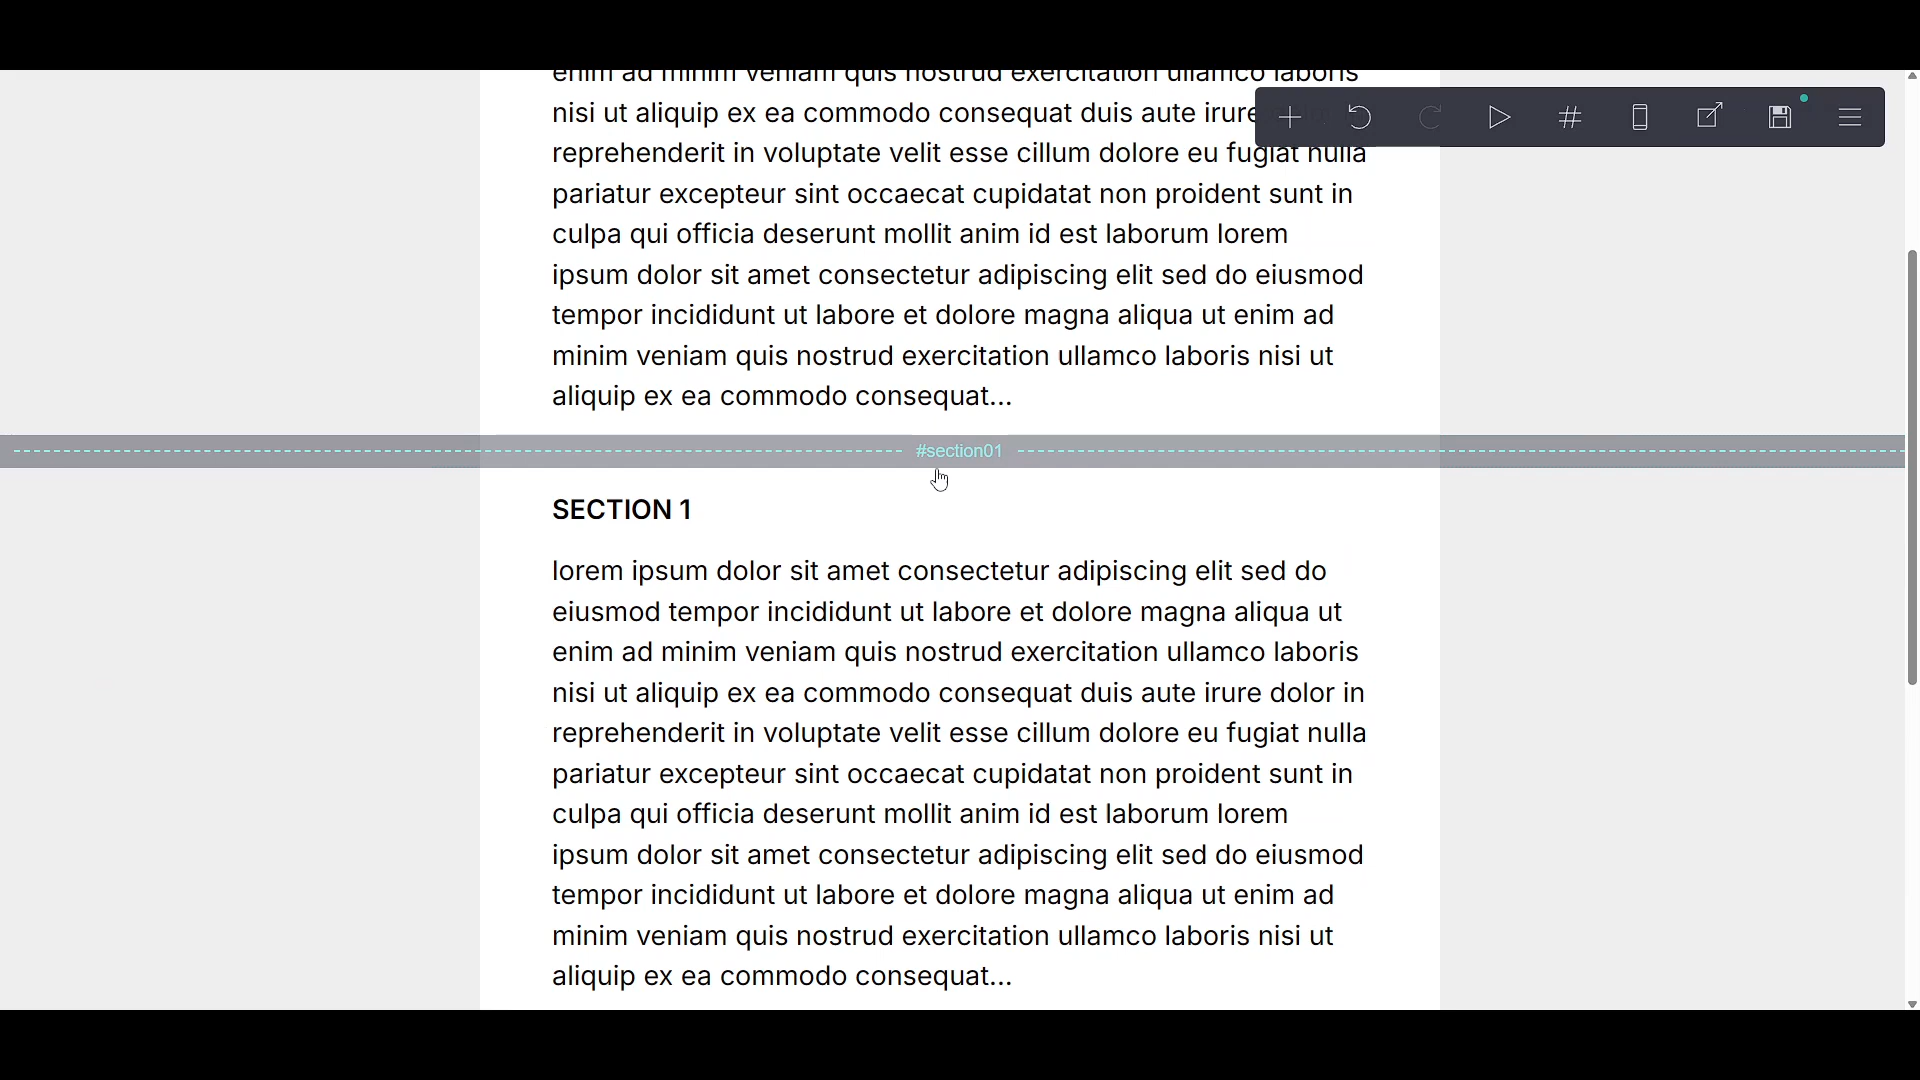 enim ad minim veniam quis nostrud exercitation ullamco laboris
nisi ut aliquip ex ea commodo consequat duis aute irure
reprehenderit in voluptate velit esse cillum dolore eu fugiat nulla
pariatur excepteur sint occaecat cupidatat non proident sunt in
culpa qui officia deserunt mollit anim id est laborum lorem
ipsum dolor sit amet consectetur adipiscing elit sed do eiusmod
tempor incididunt ut labore et dolore magna aliqua ut enim ad
minim veniam quis nostrud exercitation ullamco laboris nisi ut
aliquip ex ea commodo consequat...
#section01
SECTION 1
lorem ipsum dolor sit amet consectetur adipiscing elit sed do
eiusmod tempor incididunt ut labore et dolore magna aliqua ut
enim ad minim veniam quis nostrud exercitation ullamco laboris
nisi ut aliquip ex ea commodo consequat duis aute irure dolor in
reprehenderit in voluptate velit esse cillum dolore eu fugiat nulla
pariatur excepteur sint occaecat cupidatat non proident sunt in
culpa qui officia deserunt mollit anim id est laborum lorem
ipsum dolor sit amet consectetur adipiscing elit sed do eiusmod
tempor incididunt ut labore et dolore magna aliqua ut enim ad
minim veniam quis nostrud exercitation ullamco laboris nisi ut
aliquip ex ea commodo consequat...